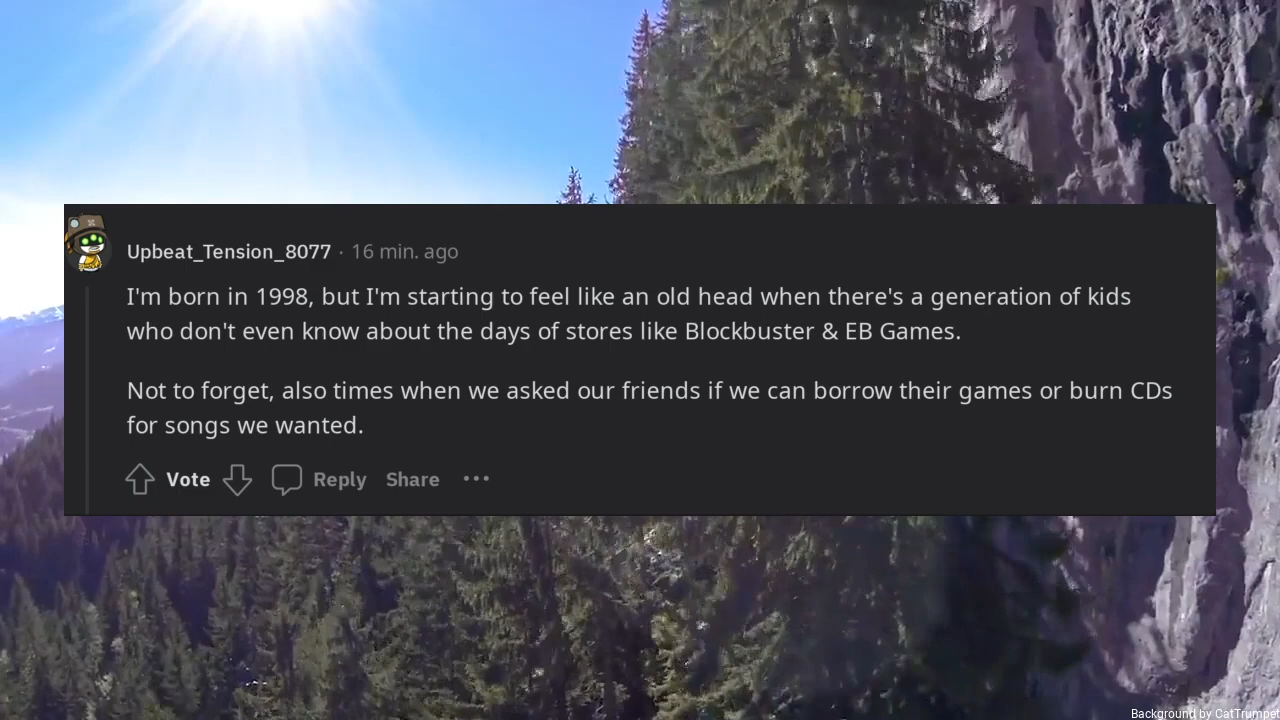 Upbeat_Tension_8077 · 16 min. ago
I'm born in 1998, but I'm starting to feel like an old head when there's a generation of kids
who don't even know about the days of stores like Blockbuster & EB Games.
Not to forget, also times when we asked our friends if we can borrow their games or burn CDs
for songs we wanted.
Vote Reply Share •••
Background by CatTrumpet